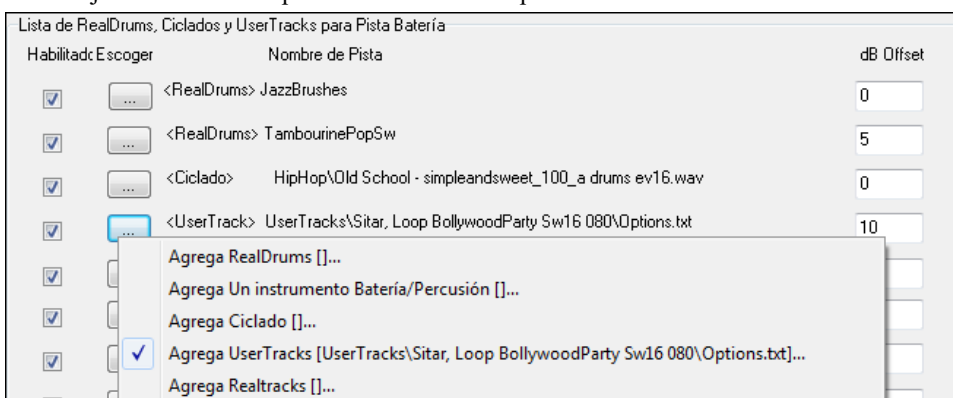 Lista de RealDrums, Ciclados y UserTracks para Pista Batería
Habilitadc Escoger Nombre de Pista dB Offset
... <RealDrums> JazzBrushes 0
... <RealDrums> TambourinePopSw 5
... <Ciclado> HipHop\Old School - simpleandsweet_100_a drums ev16.wav 0
... <UserTrack> UserTracks\Sitar, Loop BollywoodParty Sw16 080\Options.txt 10
Agrega RealDrums []...
Agrega Un instrumento Batería/Percusión []...
Agrega Ciclado []...
Agrega UserTracks [UserTracks\Sitar, Loop BollywoodParty Sw16 080\Options.txt]...
Agrega Realtracks []...